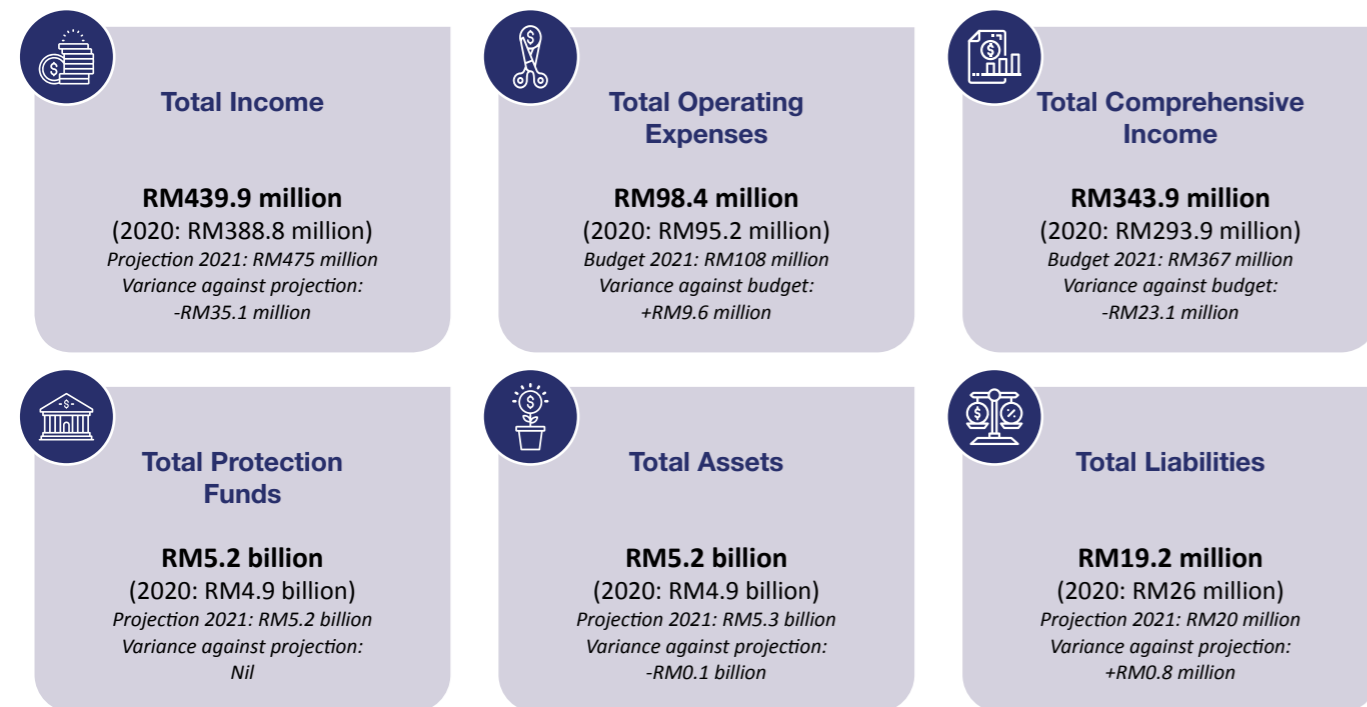 Total Income
RM439.9 million
(2020: RM388.8 million)
Projection 2021: RM475 million
Variance against projection:
-RM35.1 million
Total Operating
Expenses
RM98.4 million
(2020: RM95.2 million)
Budget 2021: RM108 million
Variance against budget:
+RM9.6 million
Total Comprehensive
Income
RM343.9 million
(2020: RM293.9 million)
Budget 2021: RM367 million
Variance against budget:
-RM23.1 million
Total Protection
Funds
RM5.2 billion
(2020: RM4.9 billion)
Projection 2021: RM5.2 billion
Variance against projection:
Nil
Total Assets
RM5.2 billion
(2020: RM4.9 billion)
Projection 2021: RM5.3 billion
Variance against projection:
-RM0.1 billion
Total Liabilities
RM19.2 million
(2020: RM26 million)
Projection 2021: RM20 million
Variance against projection:
+RM0.8 million